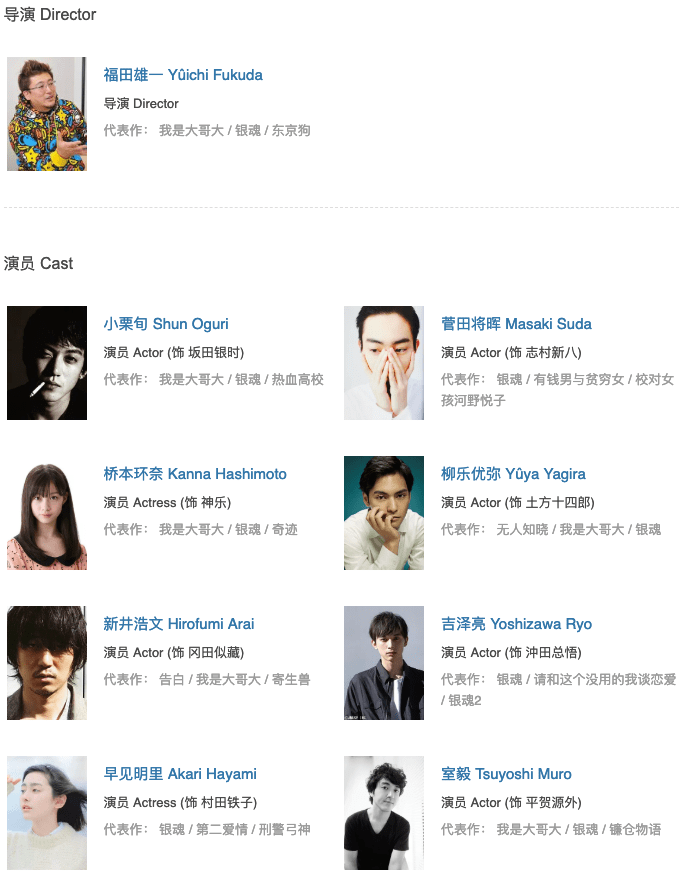 导演 Director
福田雄一 Yûichi Fukuda
导演 Director
代表作： 我是大哥大 / 银魂 / 东京狗
演员 Cast
小栗旬 Shun Oguri
演员 Actor (饰 坂田银时)
代表作： 我是大哥大 / 银魂 / 热血高校
菅田将晖 Masaki Suda
演员 Actor (饰 志村新八)
代表作： 银魂 / 有钱男与贫穷女 / 校对女
孩河野悦子
桥本环奈 Kanna Hashimoto
演员 Actress (饰 神乐)
代表作： 我是大哥大 / 银魂 / 奇迹
柳乐优弥 Yûya Yagira
演员 Actor (饰 土方十四郎)
代表作： 无人知晓 / 我是大哥大 / 银魂
新井浩文 Hirofumi Arai
演员 Actor (饰 冈田似藏)
代表作： 告白 / 我是大哥大 / 寄生兽
吉泽亮 Yoshizawa Ryo
演员 Actor (饰 冲田总悟)
代表作： 银魂 / 请和这个没用的我谈恋爱
/ 银魂2
早见明里 Akari Hayami
演员 Actress (饰 村田铁子)
代表作： 银魂 / 第二爱情 / 刑警弓神
室毅 Tsuyoshi Muro
演员 Actor (饰 平贺源外)
代表作： 我是大哥大 / 银魂 / 镰仓物语